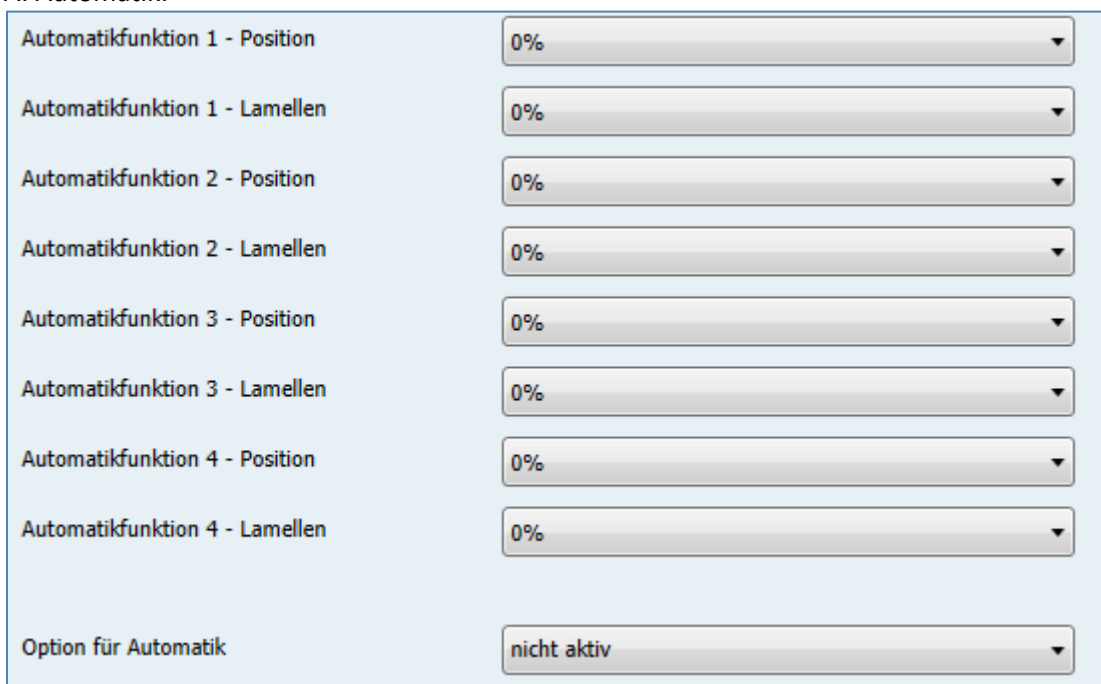 Automatikfunktion 1 - Position 0%
Automatikfunktion 1 - Lamellen 0%
Automatikfunktion 2 - Position 0%
Automatikfunktion 2 - Lamellen 0%
Automatikfunktion 3 - Position 0%
Automatikfunktion 3 - Lamellen 0%
Automatikfunktion 4 - Position 0%
Automatikfunktion 4 - Lamellen 0%
Option für Automatik nicht aktiv